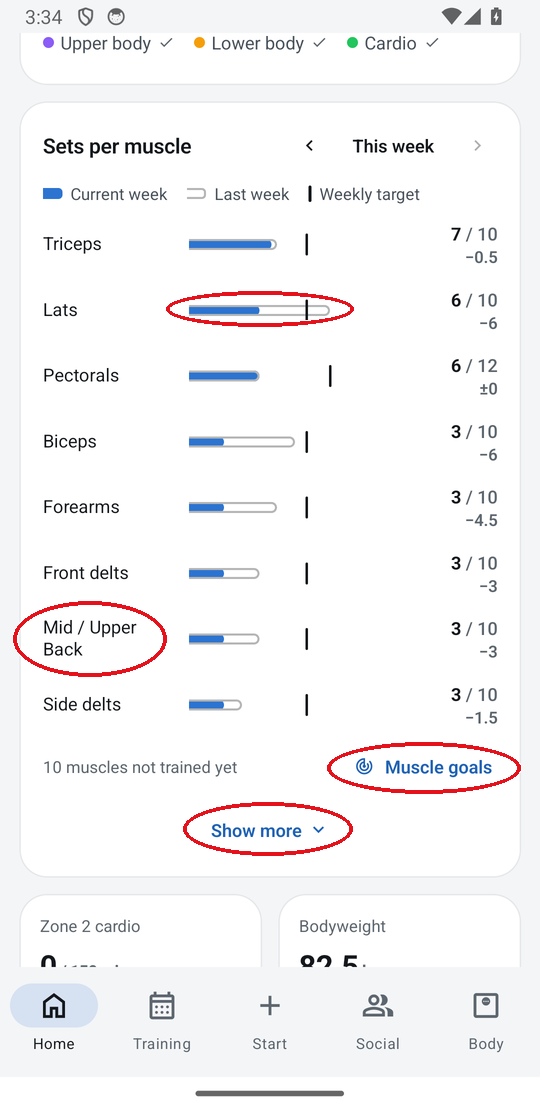 3:34
Upper body ✓ Lower body ✓ Cardio ✓
Sets per muscle < This week >
Current week Last week Weekly target
Triceps 7 / 10
−0.5
Lats 6 / 10
−6
Pectorals 6 / 12
±0
Biceps 3 / 10
−6
Forearms 3 / 10
−4.5
Front delts 3 / 10
−3
Mid / Upper
Back
3 / 10
−3
Side delts 3 / 10
−1.5
10 muscles not trained yet Muscle goals
Show more
Zone 2 cardio Bodyweight
0 82.5
Home Training Start Social Body